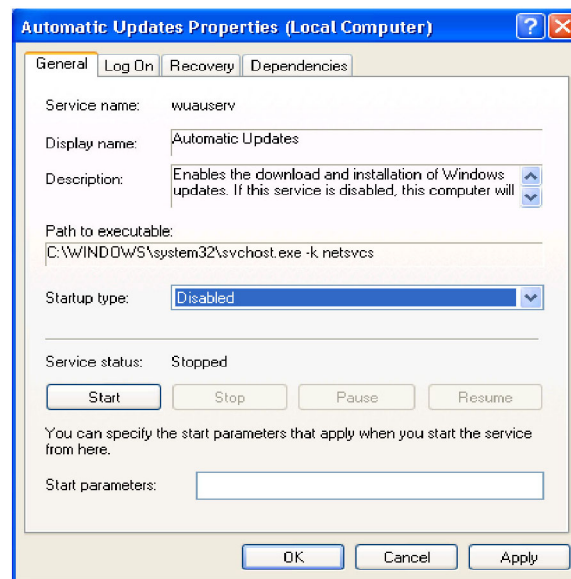 Automatic Updates Properties (Local Computer)
General Log On Recovery Dependencies
Service name: wuauserv
Display name: Automatic Updates
Description: Enables the download and installation of Windows
updates. If this service is disabled, this computer will
Path to executable:
C:\WINDOWS\system32\svchost.exe -k netsvcs
Startup type: Disabled
Service status: Stopped
Start Stop Pause Resume
You can specify the start parameters that apply when you start the service
from here.
Start parameters:
OK Cancel Apply